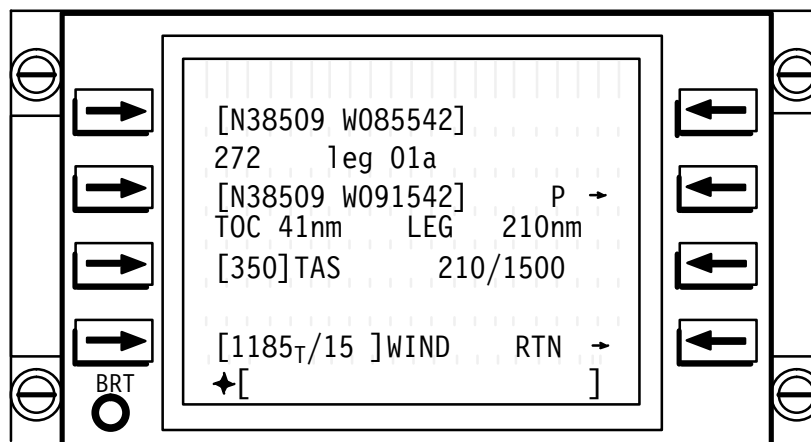 [N38509 W085542]
272 leg 01a
[N38509 W091542] P →
TOC 41nm LEG 210nm
[350]TAS 210/1500
[1185T/15 ]WIND RTN →
BRT
✦[ ]